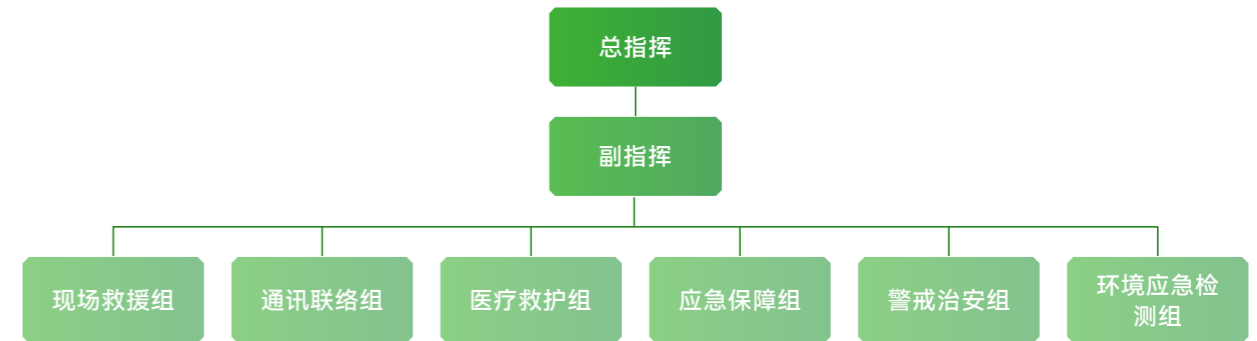 总指挥
副指挥
现场救援组
通讯联络组
医疗救护组
应急保障组
警戒治安组
环境应急检
测组